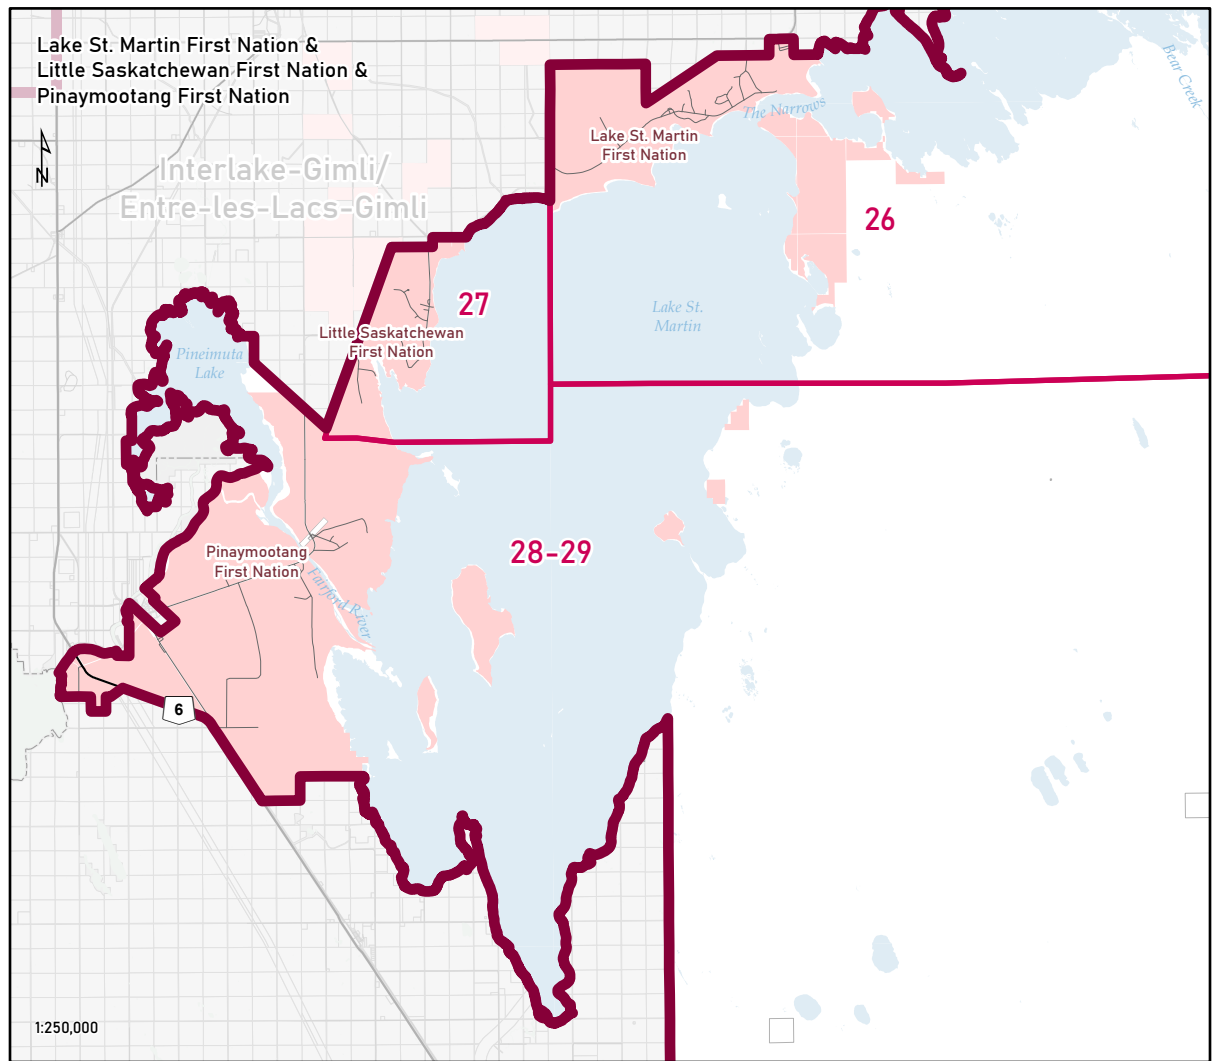 Lake St. Martin First Nation &
Little Saskatchewan First Nation &
Pinaymootang First Nation
N
Interlake-Gimli/
Entre-les-Lacs-Gimli
Bear Creek
The Narrows
Lake St. Martin
First Nation
26
27
Lake St.
Martin
Little Saskatchewan
First Nation
Pineimuta
Lake
28-29
Pinaymootang
First Nation
Fairford River
6
1:250,000